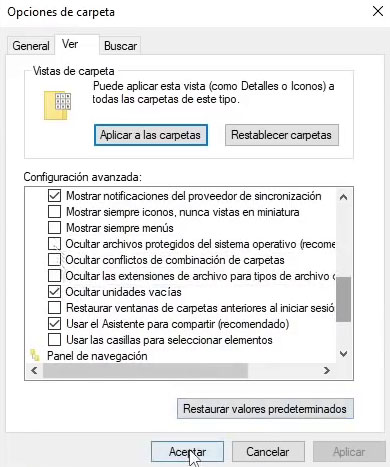 Opciones de carpeta
General
Ver
Buscar
Vistas de carpeta
Puede aplicar esta vista (como Detalles o Iconos) a
todas las carpetas de este tipo.
Aplicar a las carpetas
Restablecer carpetas
Configuración avanzada:
Mostrar notificaciones del proveedor de sincronización
Mostrar siempre iconos, nunca vistas en miniatura
Mostrar siempre menús
Ocultar archivos protegidos del sistema operativo (recome
Ocultar conflictos de combinación de carpetas
Ocultar las extensiones de archivo para tipos de archivo c
Ocultar unidades vacías
Restaurar ventanas de carpetas anteriores al iniciar sesió
Usar el Asistente para compartir (recomendado)
Usar las casillas para seleccionar elementos
Panel de navegación
Restaurar valores predeterminados
Aceptar
Cancelar
Aplicar